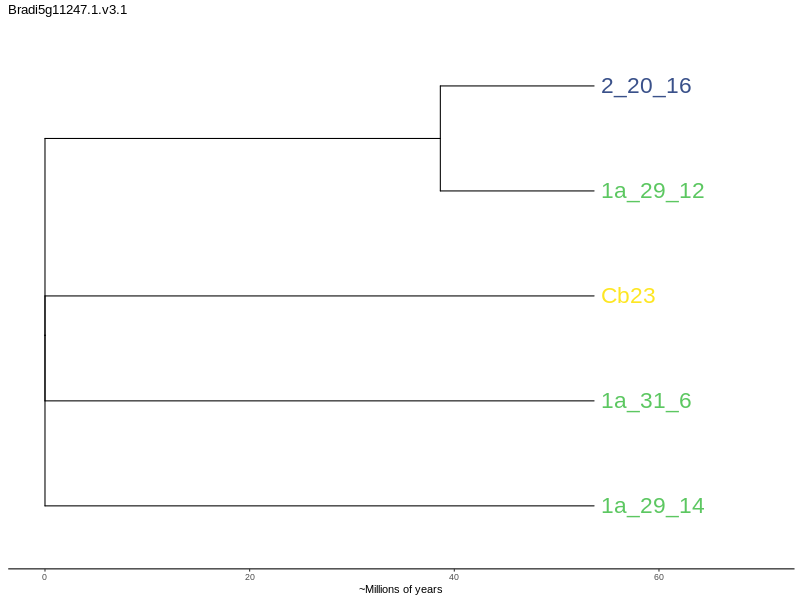 Bradi5g11247.1.v3.1
2_20_16
1a_29_12
Cb23
1a_31_6
1a_29_14
0 20 40 60
~Millions of years